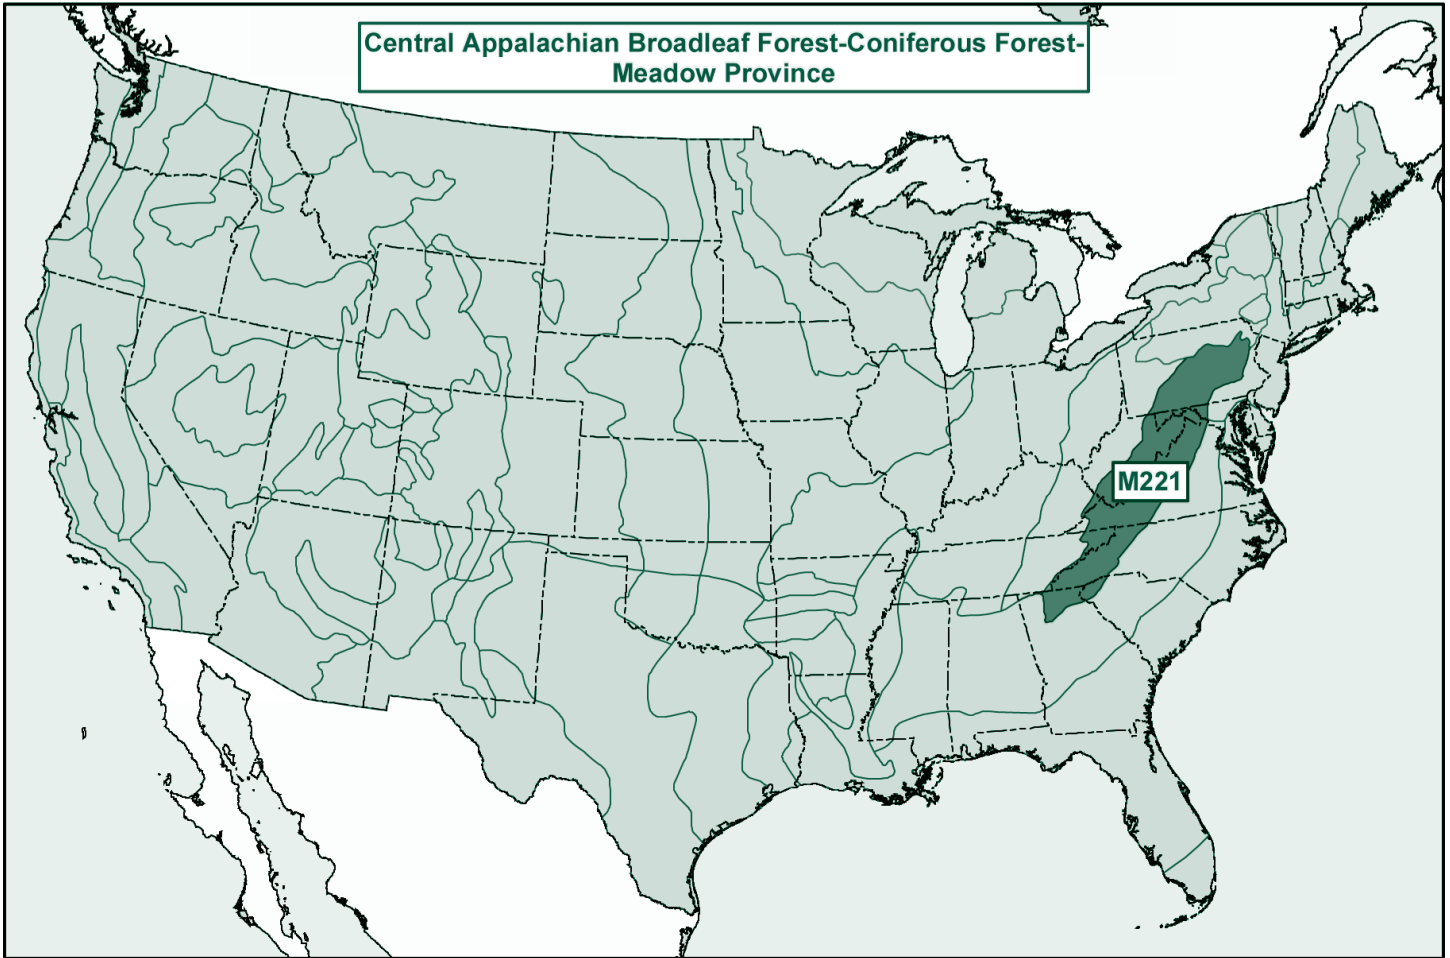 Central Appalachian Broadleaf Forest-Coniferous Forest-
Meadow Province
M221